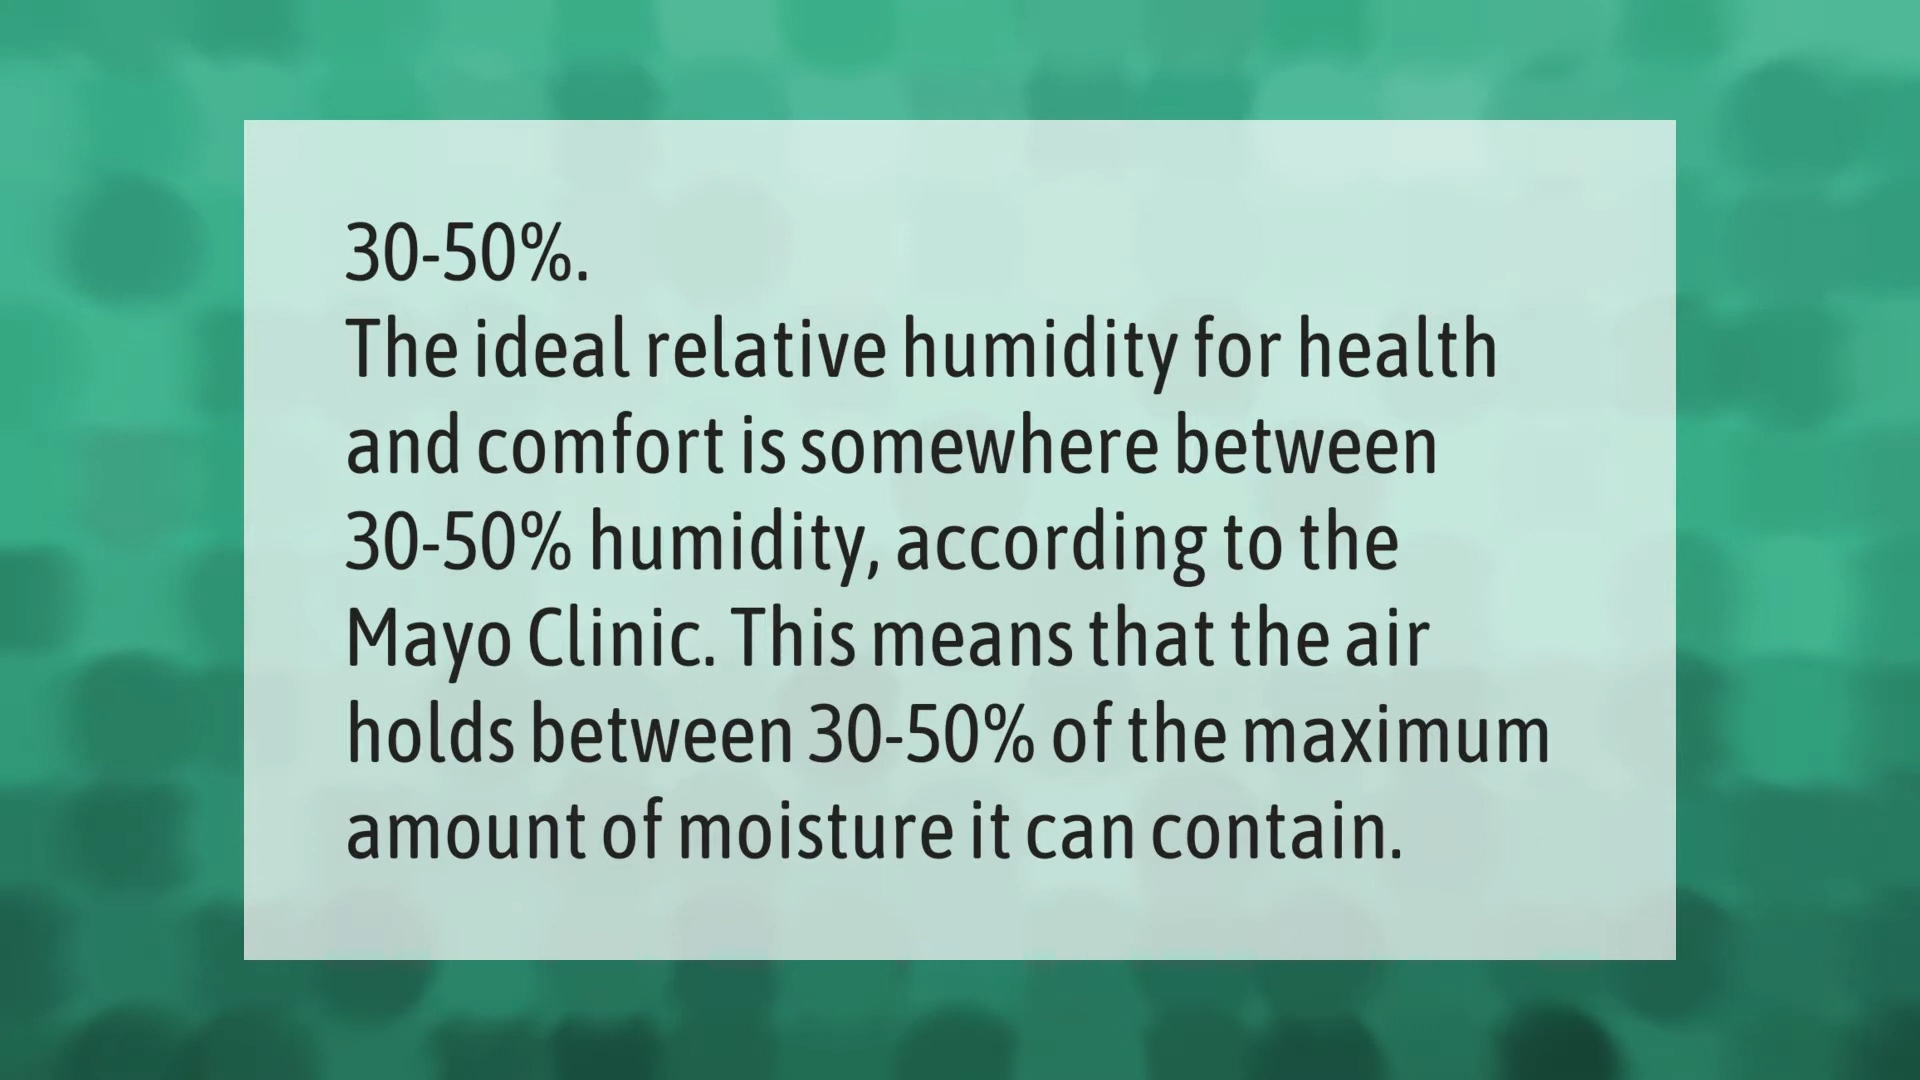 30-50%.
The ideal relative humidity for health
and comfort is somewhere between
30-50% humidity, according to the
Mayo Clinic. This means that the air
holds between 30-50% of the maximum
amount of moisture it can contain.